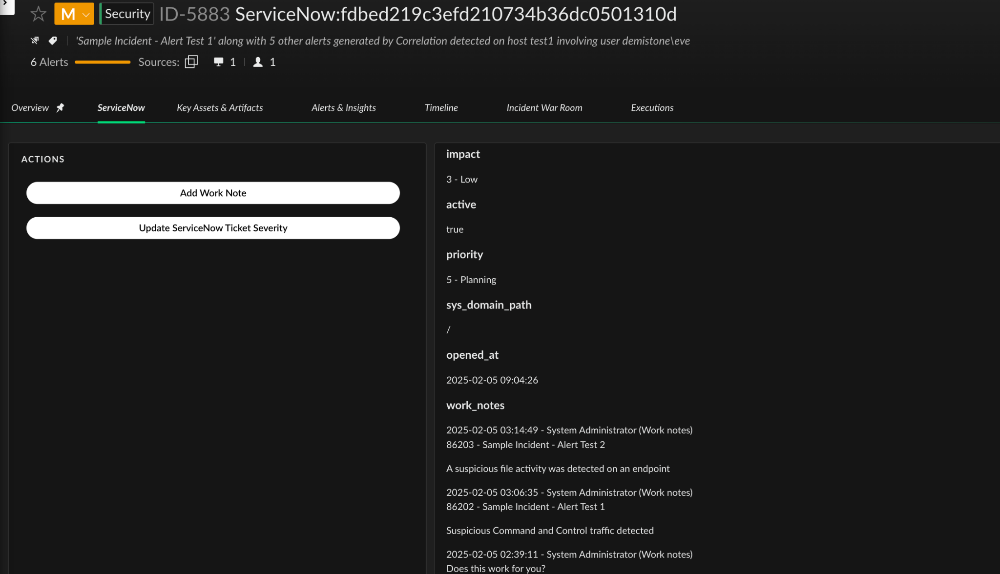 M Security ID-5883 ServiceNow:fdbed219c3efd210734b36dc0501310d
'Sample Incident - Alert Test 1' along with 5 other alerts generated by Correlation detected on host test1 involving user demistone\eve
6 Alerts Sources: 1 1
Overview ServiceNow Key Assets & Artifacts Alerts & Insights Timeline Incident War Room Executions
ACTIONS
Add Work Note
Update ServiceNow Ticket Severity
impact
3 - Low
active
true
priority
5 - Planning
sys_domain_path
/
opened_at
2025-02-05 09:04:26
work_notes
2025-02-05 03:14:49 - System Administrator (Work notes)
86203 - Sample Incident - Alert Test 2
A suspicious file activity was detected on an endpoint
2025-02-05 03:06:35 - System Administrator (Work notes)
86202 - Sample Incident - Alert Test 1
Suspicious Command and Control traffic detected
2025-02-05 02:39:11 - System Administrator (Work notes)
Does this work for you?